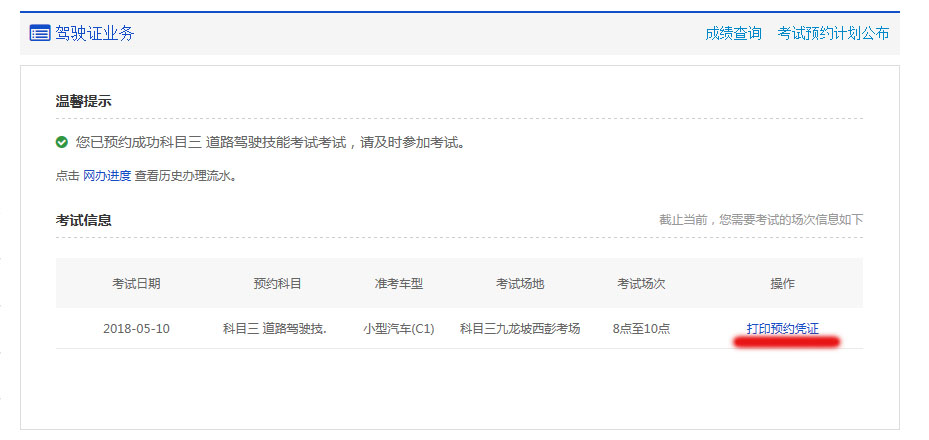 驾驶证业务 成绩查询 考试预约计划公布
温馨提示
您已预约成功科目三 道路驾驶技能考试考试，请及时参加考试。
点击 网办进度 查看历史办理流水。
考试信息 截止当前，您需要考试的场次信息如下
考试日期 预约科目 准考车型 考试场地 考试场次 操作
2018-05-10 科目三 道路驾驶技. 小型汽车(C1) 科目三九龙坡西彭考场 8点至10点 打印预约凭证